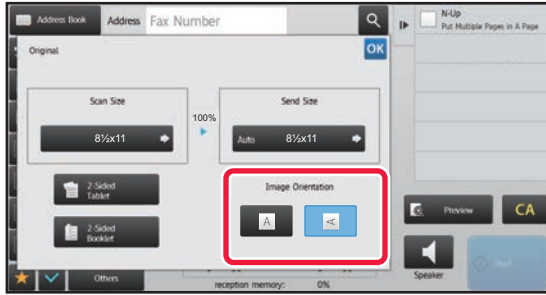 Address Book Address Fax Number
N-Up
Put Multiple Pages in A Page
Original OK
Scan Size Send Size
8½x11 100% Auto 8½x11
2-Sided
Tablet
Image Orientation
A A
2-Sided
Booklet
Preview CA
Others
reception memory: 0%
Speaker Start